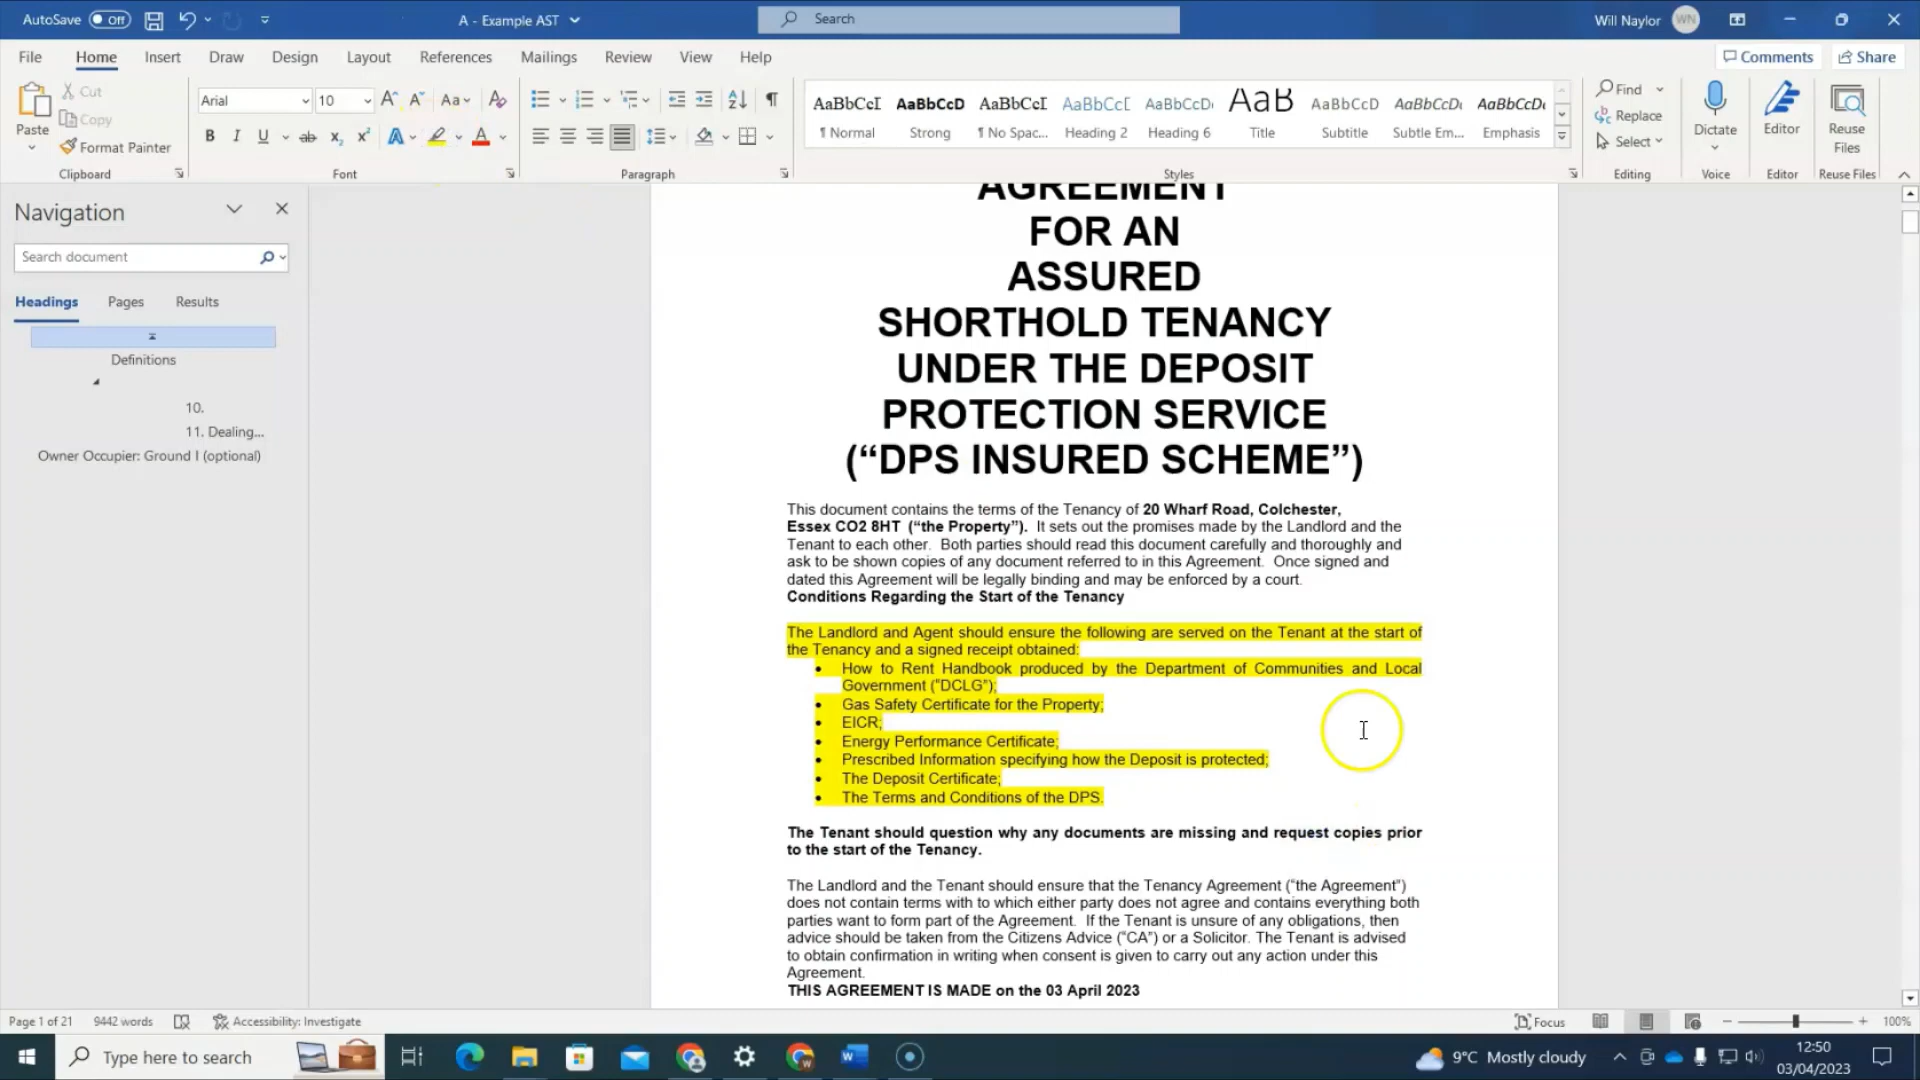 AutoSave Off
A - Example AST
Search
Will Naylor WN
File Home Insert Draw Design Layout References Mailings Review View Help
Comments Share
Paste
Cut
Copy
Format Painter
Clipboard
Arial 10
Font
Paragraph
AaBbCcI AaBbCcD AaBbCcI AaBbCcI AaBbCcD AaB AaBbCcD AaBbCcD AaBbCcD
¶ Normal Strong ¶ No Spac... Heading 2 Heading 6 Title Subtitle Subtle Em... Emphasis
Styles
Find
Replace
Select
Editing
Dictate
Voice
Editor
Editor
Reuse
Files
Reuse Files
Navigation
Search document
Headings Pages Results
Definitions
10.
11. Dealing...
Owner Occupier: Ground I (optional)
AGREEMENT
FOR AN
ASSURED
SHORTHOLD TENANCY
UNDER THE DEPOSIT
PROTECTION SERVICE
(“DPS INSURED SCHEME”)
This document contains the terms of the Tenancy of 20 Wharf Road, Colchester,
Essex CO2 8HT (“the Property”). It sets out the promises made by the Landlord and the
Tenant to each other. Both parties should read this document carefully and thoroughly and
ask to be shown copies of any document referred to in this Agreement. Once signed and
dated this Agreement will be legally binding and may be enforced by a court.
Conditions Regarding the Start of the Tenancy
The Landlord and Agent should ensure the following are served on the Tenant at the start of
the Tenancy and a signed receipt obtained:
• How to Rent Handbook produced by the Department of Communities and Local
Government (“DCLG”);
• Gas Safety Certificate for the Property;
• EICR;
• Energy Performance Certificate;
• Prescribed Information specifying how the Deposit is protected;
• The Deposit Certificate;
• The Terms and Conditions of the DPS.
The Tenant should question why any documents are missing and request copies prior
to the start of the Tenancy.
The Landlord and the Tenant should ensure that the Tenancy Agreement (“the Agreement”)
does not contain terms with to which either party does not agree and contains everything both
parties want to form part of the Agreement. If the Tenant is unsure of any obligations, then
advice should be taken from the Citizens Advice (“CA”) or a Solicitor. The Tenant is advised
to obtain confirmation in writing when consent is given to carry out any action under this
Agreement.
THIS AGREEMENT IS MADE on the 03 April 2023
Page 1 of 21 9442 words Accessibility: Investigate
Focus
100%
Type here to search
9°C Mostly cloudy
12:50
03/04/2023